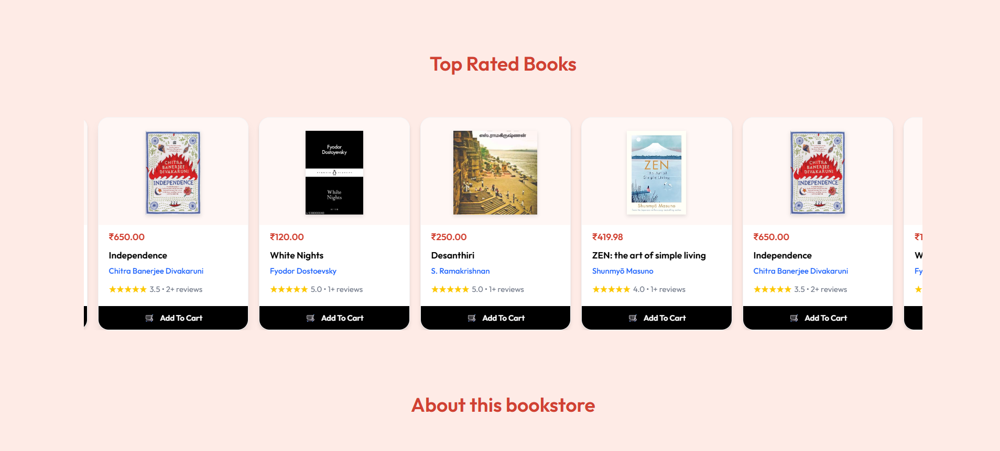 Top Rated Books
CHITRA
BANERJEE
DIVAKARUNI
INDEPENDENCE
₹650.00
Independence
Chitra Banerjee Divakaruni
★★★★★ 3.5 • 2+ reviews
Add To Cart
Fyodor
Dostoyevsky
White
Nights
538000040
₹120.00
White Nights
Fyodor Dostoevsky
★★★★★ 5.0 • 1+ reviews
Add To Cart
எஸ்.ராமகிருஷ்ணன்
₹250.00
Desanthiri
S. Ramakrishnan
★★★★★ 5.0 • 1+ reviews
Add To Cart
ZEN
The Art of
Simple Living
Shunmyō Masuno
₹419.98
ZEN: the art of simple living
Shunmyō Masuno
★★★★★ 4.0 • 1+ reviews
Add To Cart
CHITRA
BANERJEE
DIVAKARUNI
INDEPENDENCE
₹650.00
Independence
Chitra Banerjee Divakaruni
★★★★★ 3.5 • 2+ reviews
Add To Cart
₹1
W
Fy
★
About this bookstore